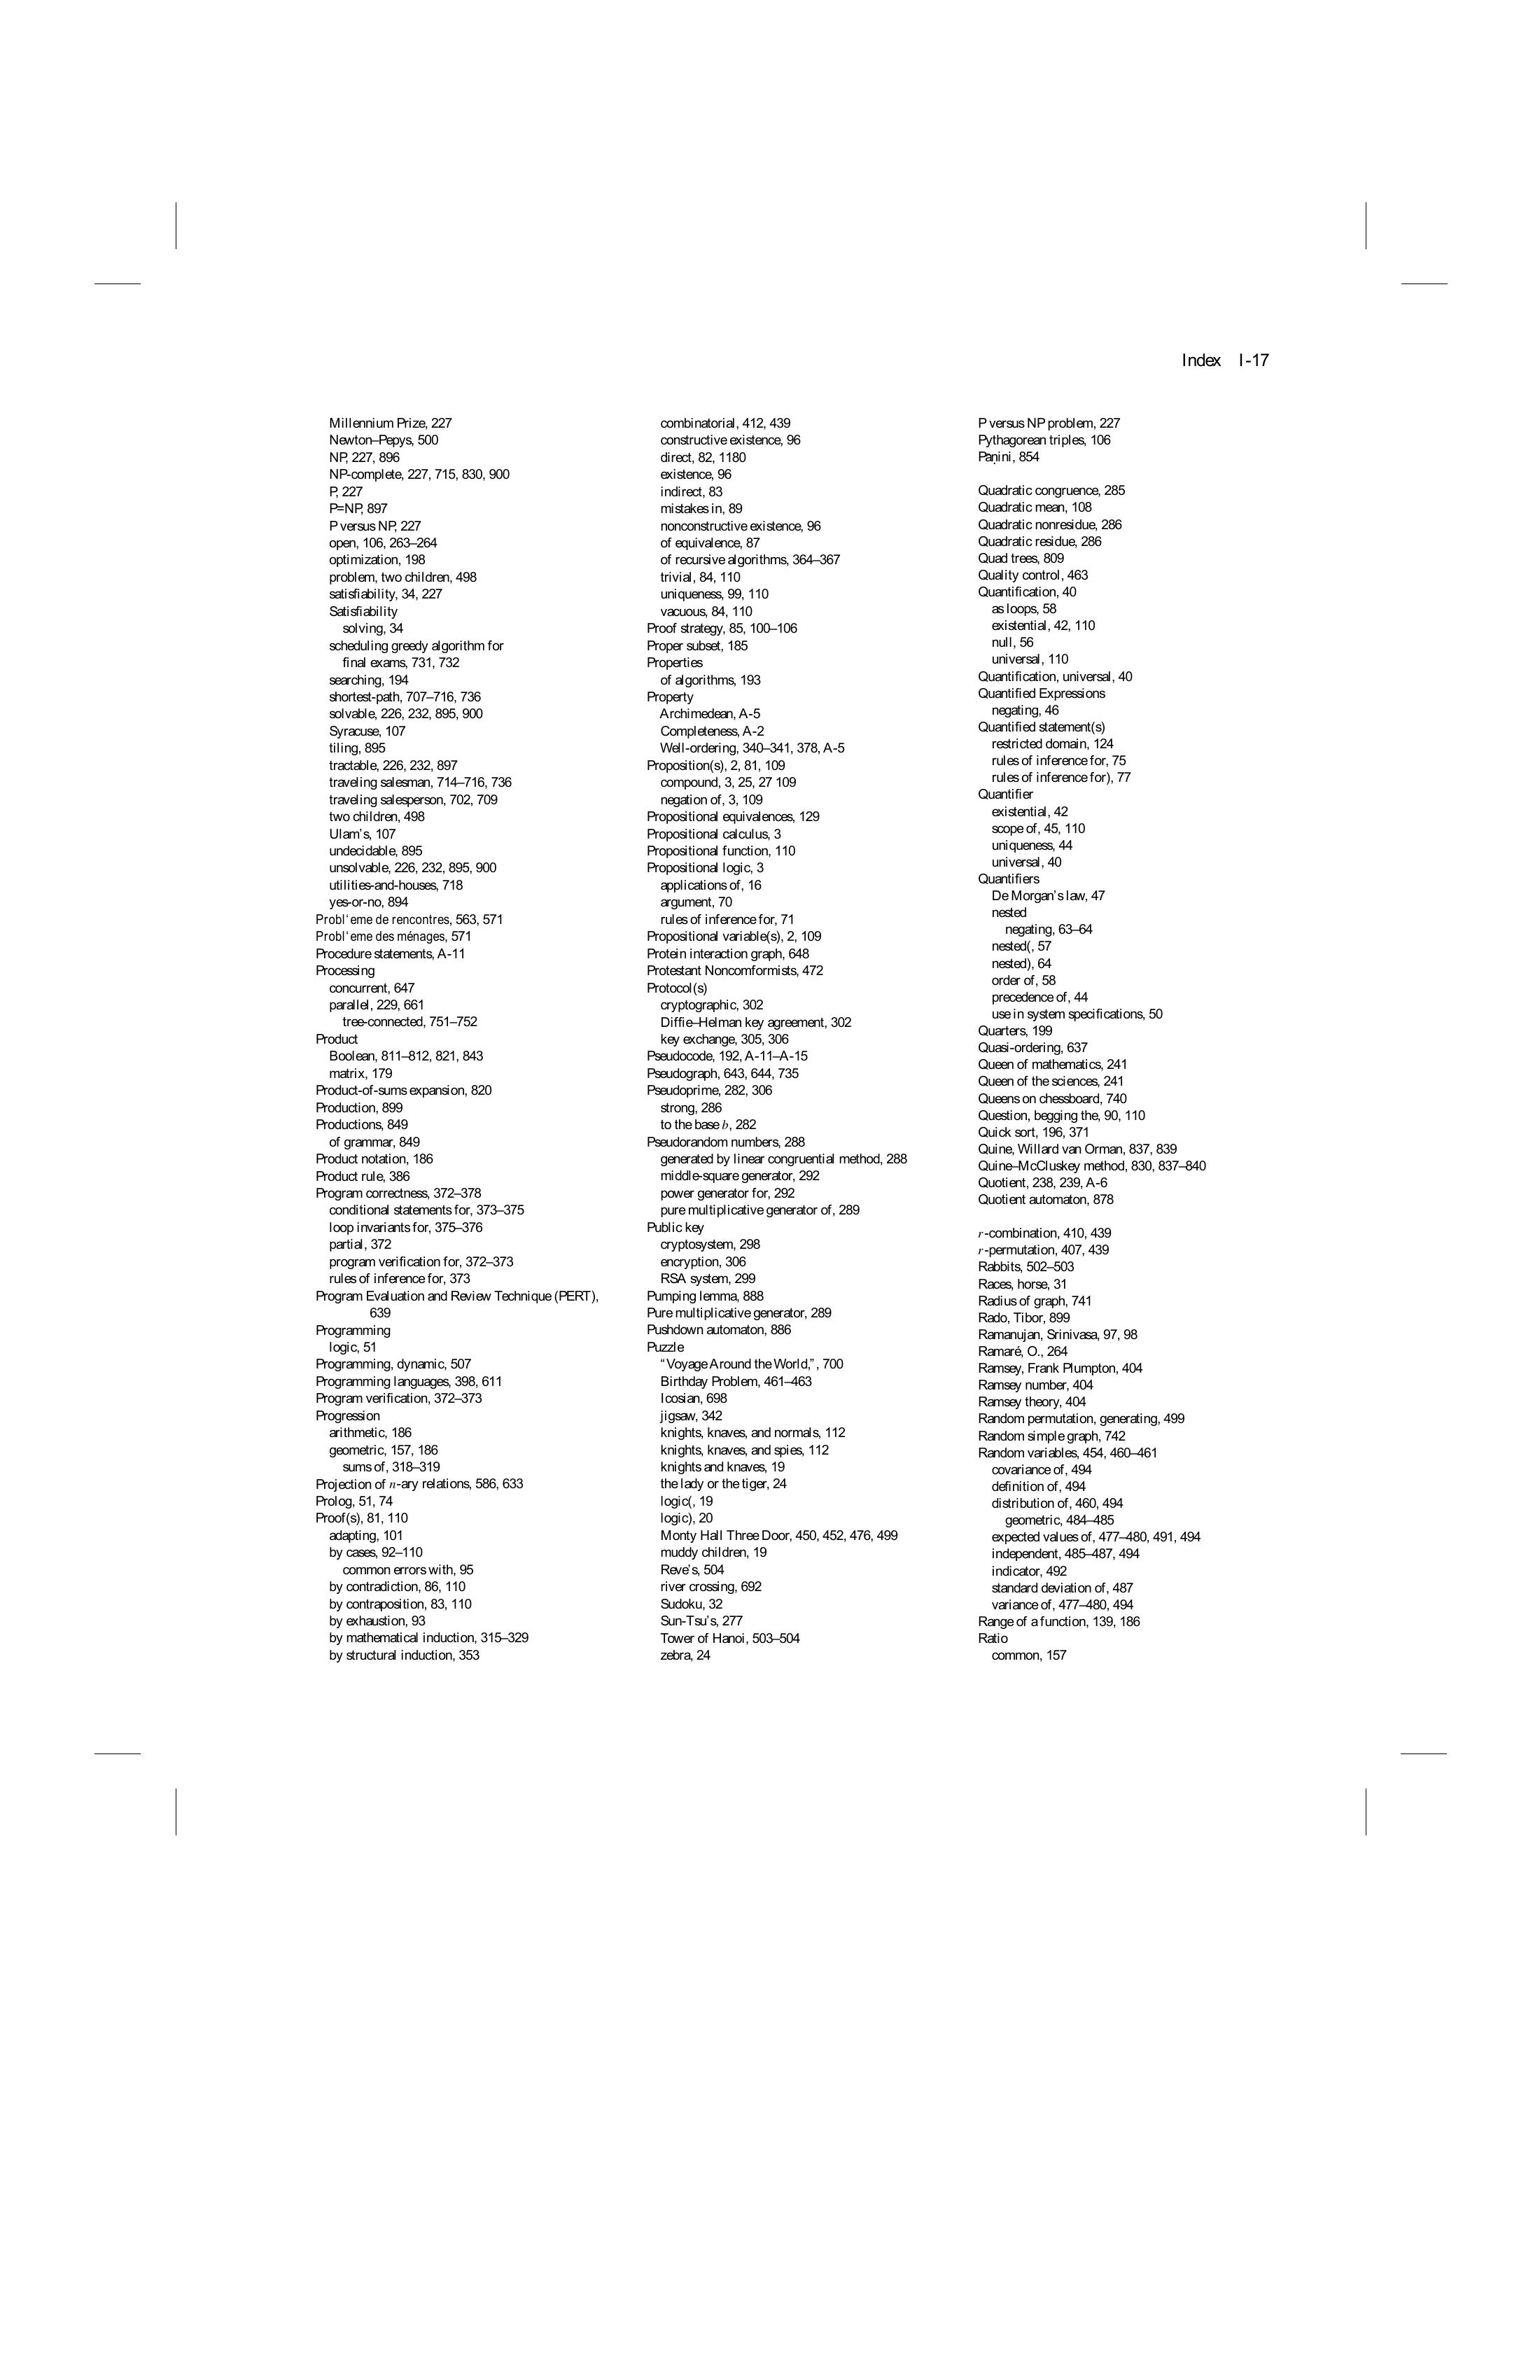 Index I-17
Millennium Prize, 227
Newton–Pepys, 500
NP, 227, 896
NP-complete, 227, 715, 830, 900
P, 227
P=NP, 897
P versus NP, 227
open, 106, 263–264
optimization, 198
problem, two children, 498
satisfiability, 34, 227
Satisfiability
solving, 34
scheduling greedy algorithm for
final exams, 731, 732
searching, 194
shortest-path, 707–716, 736
solvable, 226, 232, 895, 900
Syracuse, 107
tiling, 895
tractable, 226, 232, 897
traveling salesman, 714–716, 736
traveling salesperson, 702, 709
two children, 498
Ulam's, 107
undecidable, 895
unsolvable, 226, 232, 895, 900
utilities-and-houses, 718
yes-or-no, 894
Probl‘eme de rencontres, 563, 571
Probl‘eme des ménages, 571
Procedure statements, A-11
Processing
concurrent, 647
parallel, 229, 661
tree-connected, 751–752
Product
Boolean, 811–812, 821, 843
matrix, 179
Product-of-sums expansion, 820
Production, 899
Productions, 849
of grammar, 849
Product notation, 186
Product rule, 386
Program correctness, 372–378
conditional statements for, 373–375
loop invariants for, 375–376
partial, 372
program verification for, 372–373
rules of inference for, 373
Program Evaluation and Review Technique (PERT),
639
Programming
logic, 51
Programming, dynamic, 507
Programming languages, 398, 611
Program verification, 372–373
Progression
arithmetic, 186
geometric, 157, 186
sums of, 318–319
Projection of n-ary relations, 586, 633
Prolog, 51, 74
Proof(s), 81, 110
adapting, 101
by cases, 92–110
common errors with, 95
by contradiction, 86, 110
by contraposition, 83, 110
by exhaustion, 93
by mathematical induction, 315–329
by structural induction, 353
combinatorial, 412, 439
constructive existence, 96
direct, 82, 1180
existence, 96
indirect, 83
mistakes in, 89
nonconstructive existence, 96
of equivalence, 87
of recursive algorithms, 364–367
trivial, 84, 110
uniqueness, 99, 110
vacuous, 84, 110
Proof strategy, 85, 100–106
Proper subset, 185
Properties
of algorithms, 193
Property
Archimedean, A-5
Completeness, A-2
Well-ordering, 340–341, 378, A-5
Proposition(s), 2, 81, 109
compound, 3, 25, 27 109
negation of, 3, 109
Propositional equivalences, 129
Propositional calculus, 3
Propositional function, 110
Propositional logic, 3
applications of, 16
argument, 70
rules of inference for, 71
Propositional variable(s), 2, 109
Protein interaction graph, 648
Protestant Noncomformists, 472
Protocol(s)
cryptographic, 302
Diffie–Helman key agreement, 302
key exchange, 305, 306
Pseudocode, 192, A-11–A-15
Pseudograph, 643, 644, 735
Pseudoprime, 282, 306
strong, 286
to the base b, 282
Pseudorandom numbers, 288
generated by linear congruential method, 288
middle-square generator, 292
power generator for, 292
pure multiplicative generator of, 289
Public key
cryptosystem, 298
encryption, 306
RSA system, 299
Pumping lemma, 888
Pure multiplicative generator, 289
Pushdown automaton, 886
Puzzle
“Voyage Around the World,”, 700
Birthday Problem, 461–463
Icosian, 698
jigsaw, 342
knights, knaves, and normals, 112
knights, knaves, and spies, 112
knights and knaves, 19
the lady or the tiger, 24
logic(, 19
logic), 20
Monty Hall Three Door, 450, 452, 476, 499
muddy children, 19
Reve's, 504
river crossing, 692
Sudoku, 32
Sun-Tsu's, 277
Tower of Hanoi, 503–504
zebra, 24
P versus NP problem, 227
Pythagorean triples, 106
Paṇini, 854
Quadratic congruence, 285
Quadratic mean, 108
Quadratic nonresidue, 286
Quadratic residue, 286
Quad trees, 809
Quality control, 463
Quantification, 40
as loops, 58
existential, 42, 110
null, 56
universal, 110
Quantification, universal, 40
Quantified Expressions
negating, 46
Quantified statement(s)
restricted domain, 124
rules of inference for, 75
rules of inference for), 77
Quantifier
existential, 42
scope of, 45, 110
uniqueness, 44
universal, 40
Quantifiers
De Morgan's law, 47
nested
negating, 63–64
nested(, 57
nested), 64
order of, 58
precedence of, 44
use in system specifications, 50
Quarters, 199
Quasi-ordering, 637
Queen of mathematics, 241
Queen of the sciences, 241
Queens on chessboard, 740
Question, begging the, 90, 110
Quick sort, 196, 371
Quine, Willard van Orman, 837, 839
Quine–McCluskey method, 830, 837–840
Quotient, 238, 239, A-6
Quotient automaton, 878
r-combination, 410, 439
r-permutation, 407, 439
Rabbits, 502–503
Races, horse, 31
Radius of graph, 741
Rado, Tibor, 899
Ramanujan, Srinivasa, 97, 98
Ramaré, O., 264
Ramsey, Frank Plumpton, 404
Ramsey number, 404
Ramsey theory, 404
Random permutation, generating, 499
Random simple graph, 742
Random variables, 454, 460–461
covariance of, 494
definition of, 494
distribution of, 460, 494
geometric, 484–485
expected values of, 477–480, 491, 494
independent, 485–487, 494
indicator, 492
standard deviation of, 487
variance of, 477–480, 494
Range of a function, 139, 186
Ratio
common, 157